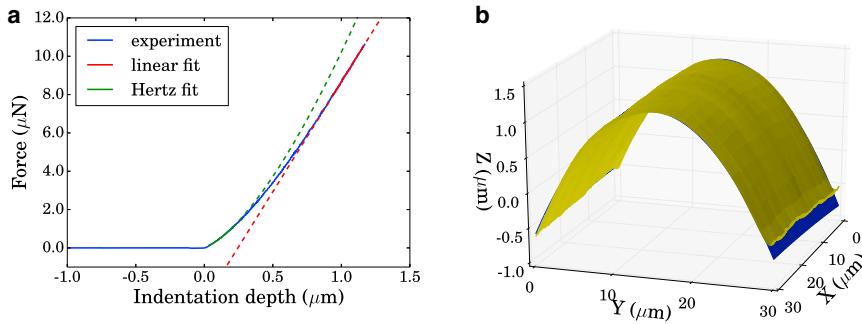 a
12.0
10.0
8.0
6.0
4.0
2.0
0.0
Force (μN)
experiment
linear fit
Hertz fit
-1.0
-0.5
0.0
0.5
1.0
1.5
Indentation depth (μm)
b
1.5
1.0
0.5
0.0
-0.5
-1.0
Z (μm)
0
10
20
30
Y (μm)
0
10
20
30
X (μm)